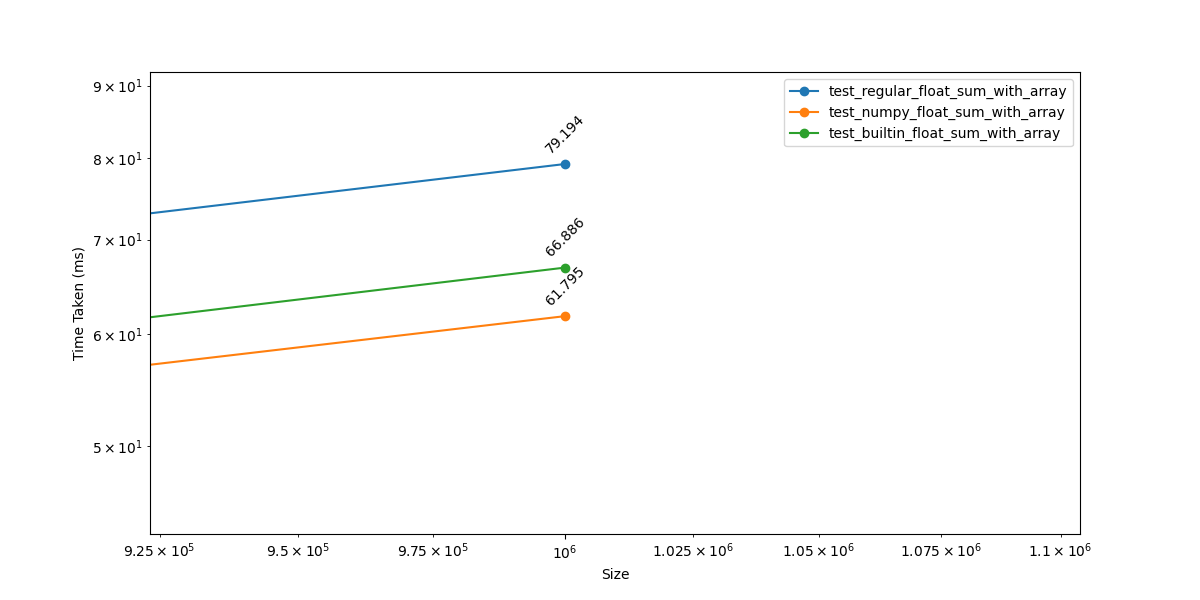 test_regular_float_sum_with_array
test_numpy_float_sum_with_array
test_builtin_float_sum_with_array
79.194
66.886
61.795
Time Taken (ms)
9 × 10¹
8 × 10¹
7 × 10¹
6 × 10¹
5 × 10¹
9.25 × 10⁵ 9.5 × 10⁵ 9.75 × 10⁵ 10⁶ 1.025 × 10⁶ 1.05 × 10⁶ 1.075 × 10⁶ 1.1 × 10⁶
Size